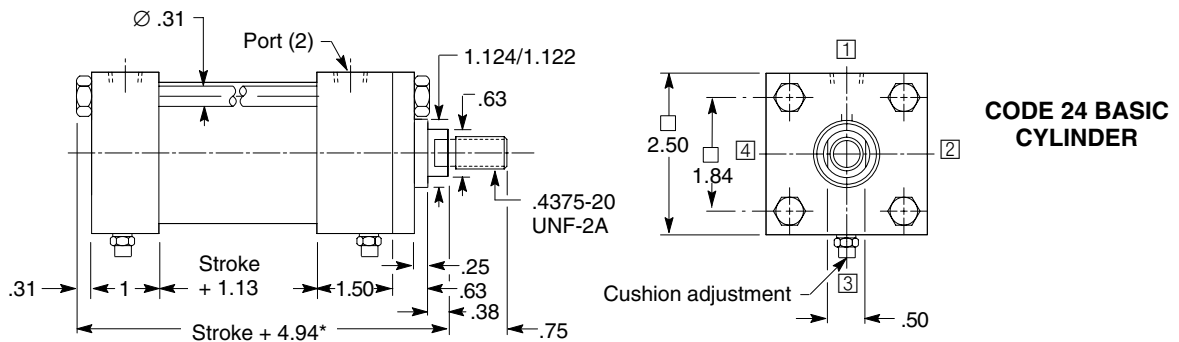 Ø .31
Port (2)
1.124/1.122
.63
.4375-20
UNF-2A
.25
.63
.38
.75
.31
1
Stroke
+ 1.13
1.50
Stroke + 4.94*
1
2.50
4
1.84
2
Cushion adjustment
3
.50
CODE 24 BASIC
CYLINDER